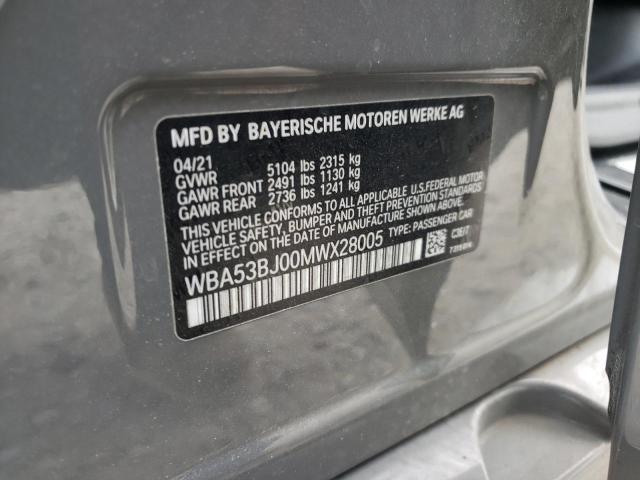 MFD BY BAYERISCHE MOTOREN WERKE AG
04/21
GVWR 5104 lbs 2315 kg
GAWR FRONT 2491 lbs 1130 kg
GAWR REAR 2736 lbs 1241 kg
THIS VEHICLE CONFORMS TO ALL APPLICABLE U.S.FEDERAL MOTOR
VEHICLE SAFETY, BUMPER AND THEFT PREVENTION STANDARDS
IN EFFECT ON THE DATE OF MANUFACTURE SHOWN ABOVE.
WBA53BJ00MWX28005 TYPE: PASSENGER CAR
C3E/7